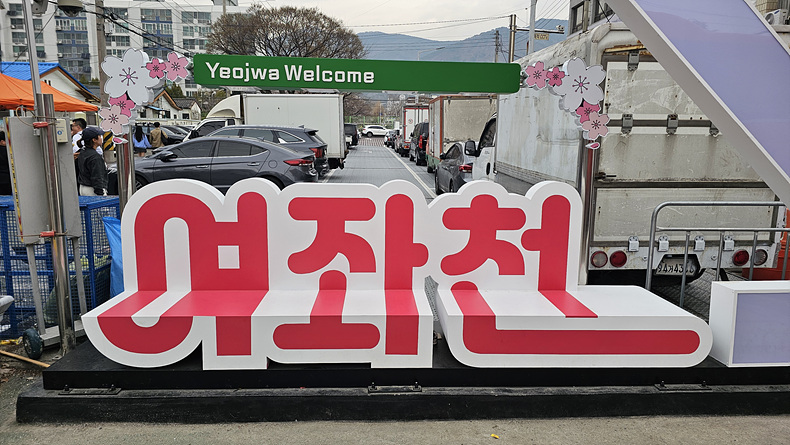 Yeojwa Welcome
여좌천